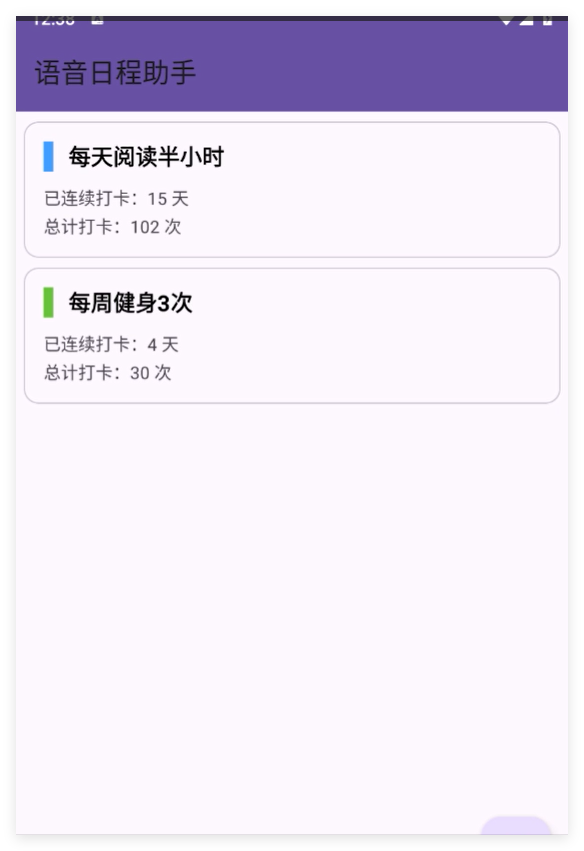 12:38
语音日程助手
每天阅读半小时
已连续打卡：15 天
总计打卡：102 次
每周健身3次
已连续打卡：4 天
总计打卡：30 次